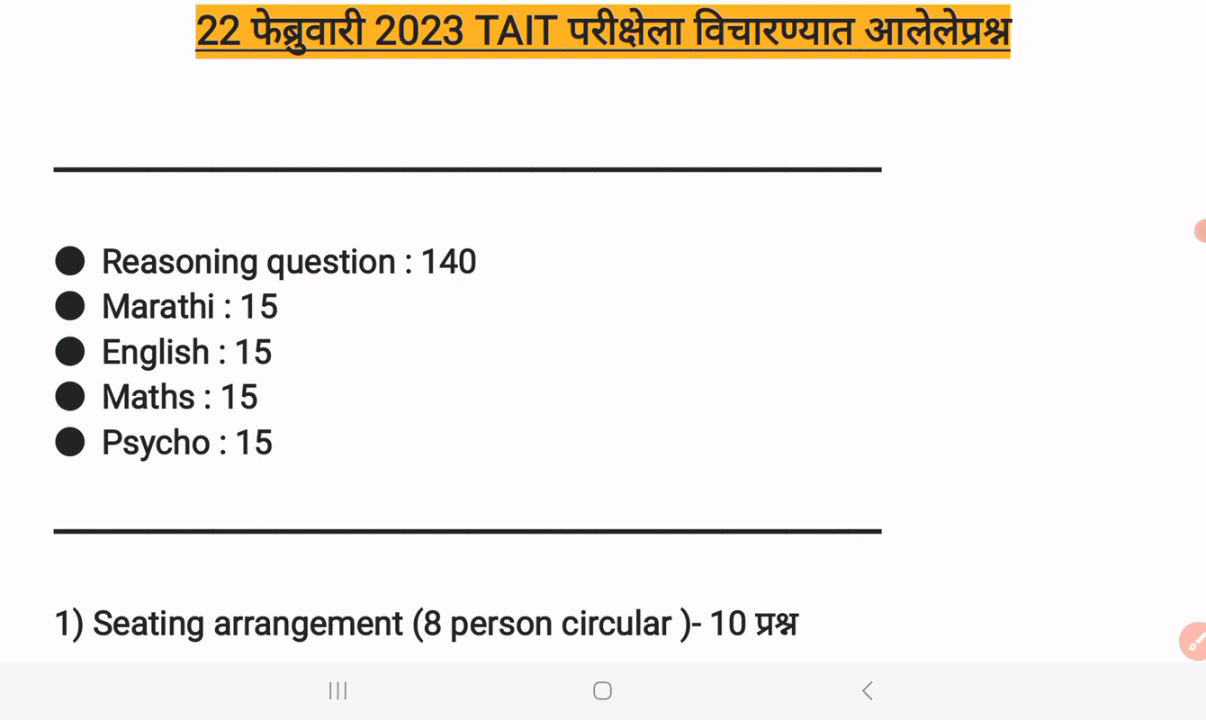 22 फेब्रुवारी 2023 TAIT परीक्षेला विचारण्यात आलेलेप्रश्न
● Reasoning question : 140
● Marathi : 15
● English : 15
● Maths : 15
● Psycho : 15
1) Seating arrangement (8 person circular )- 10 प्रश्न